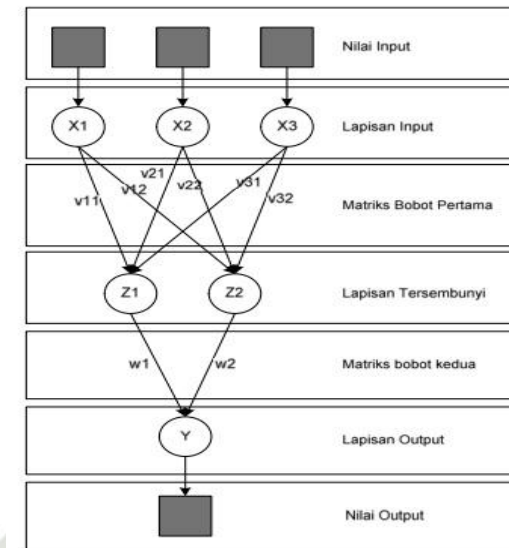 Nilai Input
X1 X2 X3 Lapisan Input
v11 v12 v21 v22 v31 v32 Matriks Bobot Pertama
Z1 Z2 Lapisan Tersembunyi
w1 w2 Matriks bobot kedua
Y Lapisan Output
Nilai Output